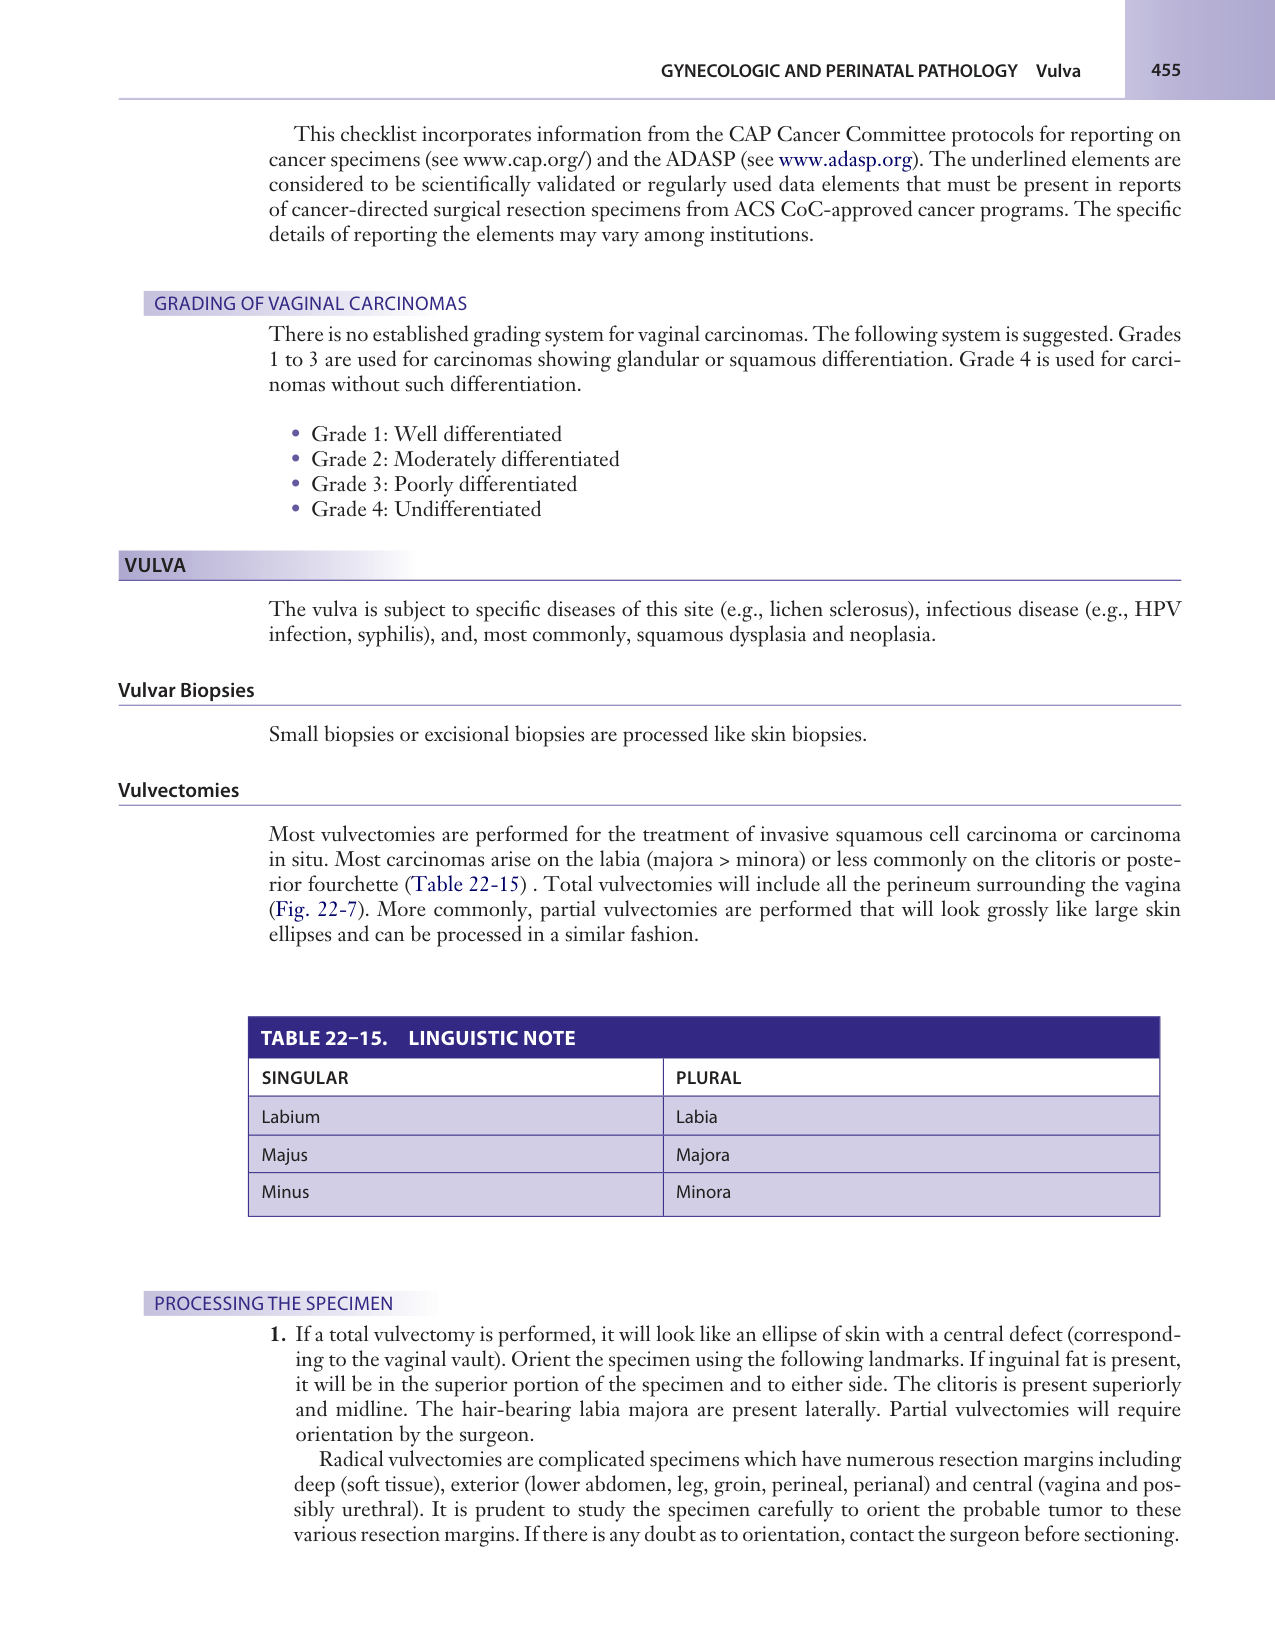 GYNECOLOGIC AND PERINATAL PATHOLOGY Vulva 455
This checklist incorporates information from the CAP Cancer Committee protocols for reporting on
cancer specimens (see www.cap.org/) and the ADASP (see www.adasp.org). The underlined elements are
considered to be scientifically validated or regularly used data elements that must be present in reports
of cancer-directed surgical resection specimens from ACS CoC-approved cancer programs. The specific
details of reporting the elements may vary among institutions.
GRADING OF VAGINAL CARCINOMAS
There is no established grading system for vaginal carcinomas. The following system is suggested. Grades
1 to 3 are used for carcinomas showing glandular or squamous differentiation. Grade 4 is used for carci-
nomas without such differentiation.
• Grade 1: Well differentiated
• Grade 2: Moderately differentiated
• Grade 3: Poorly differentiated
• Grade 4: Undifferentiated
VULVA
The vulva is subject to specific diseases of this site (e.g., lichen sclerosus), infectious disease (e.g., HPV
infection, syphilis), and, most commonly, squamous dysplasia and neoplasia.
Vulvar Biopsies
Small biopsies or excisional biopsies are processed like skin biopsies.
Vulvectomies
Most vulvectomies are performed for the treatment of invasive squamous cell carcinoma or carcinoma
in situ. Most carcinomas arise on the labia (majora > minora) or less commonly on the clitoris or poste-
rior fourchette (Table 22-15) . Total vulvectomies will include all the perineum surrounding the vagina
(Fig. 22-7). More commonly, partial vulvectomies are performed that will look grossly like large skin
ellipses and can be processed in a similar fashion.
TABLE 22–15. LINGUISTIC NOTE
SINGULAR PLURAL
Labium Labia
Majus Majora
Minus Minora
PROCESSING THE SPECIMEN
1. If a total vulvectomy is performed, it will look like an ellipse of skin with a central defect (correspond-
ing to the vaginal vault). Orient the specimen using the following landmarks. If inguinal fat is present,
it will be in the superior portion of the specimen and to either side. The clitoris is present superiorly
and midline. The hair-bearing labia majora are present laterally. Partial vulvectomies will require
orientation by the surgeon.
Radical vulvectomies are complicated specimens which have numerous resection margins including
deep (soft tissue), exterior (lower abdomen, leg, groin, perineal, perianal) and central (vagina and pos-
sibly urethral). It is prudent to study the specimen carefully to orient the probable tumor to these
various resection margins. If there is any doubt as to orientation, contact the surgeon before sectioning.